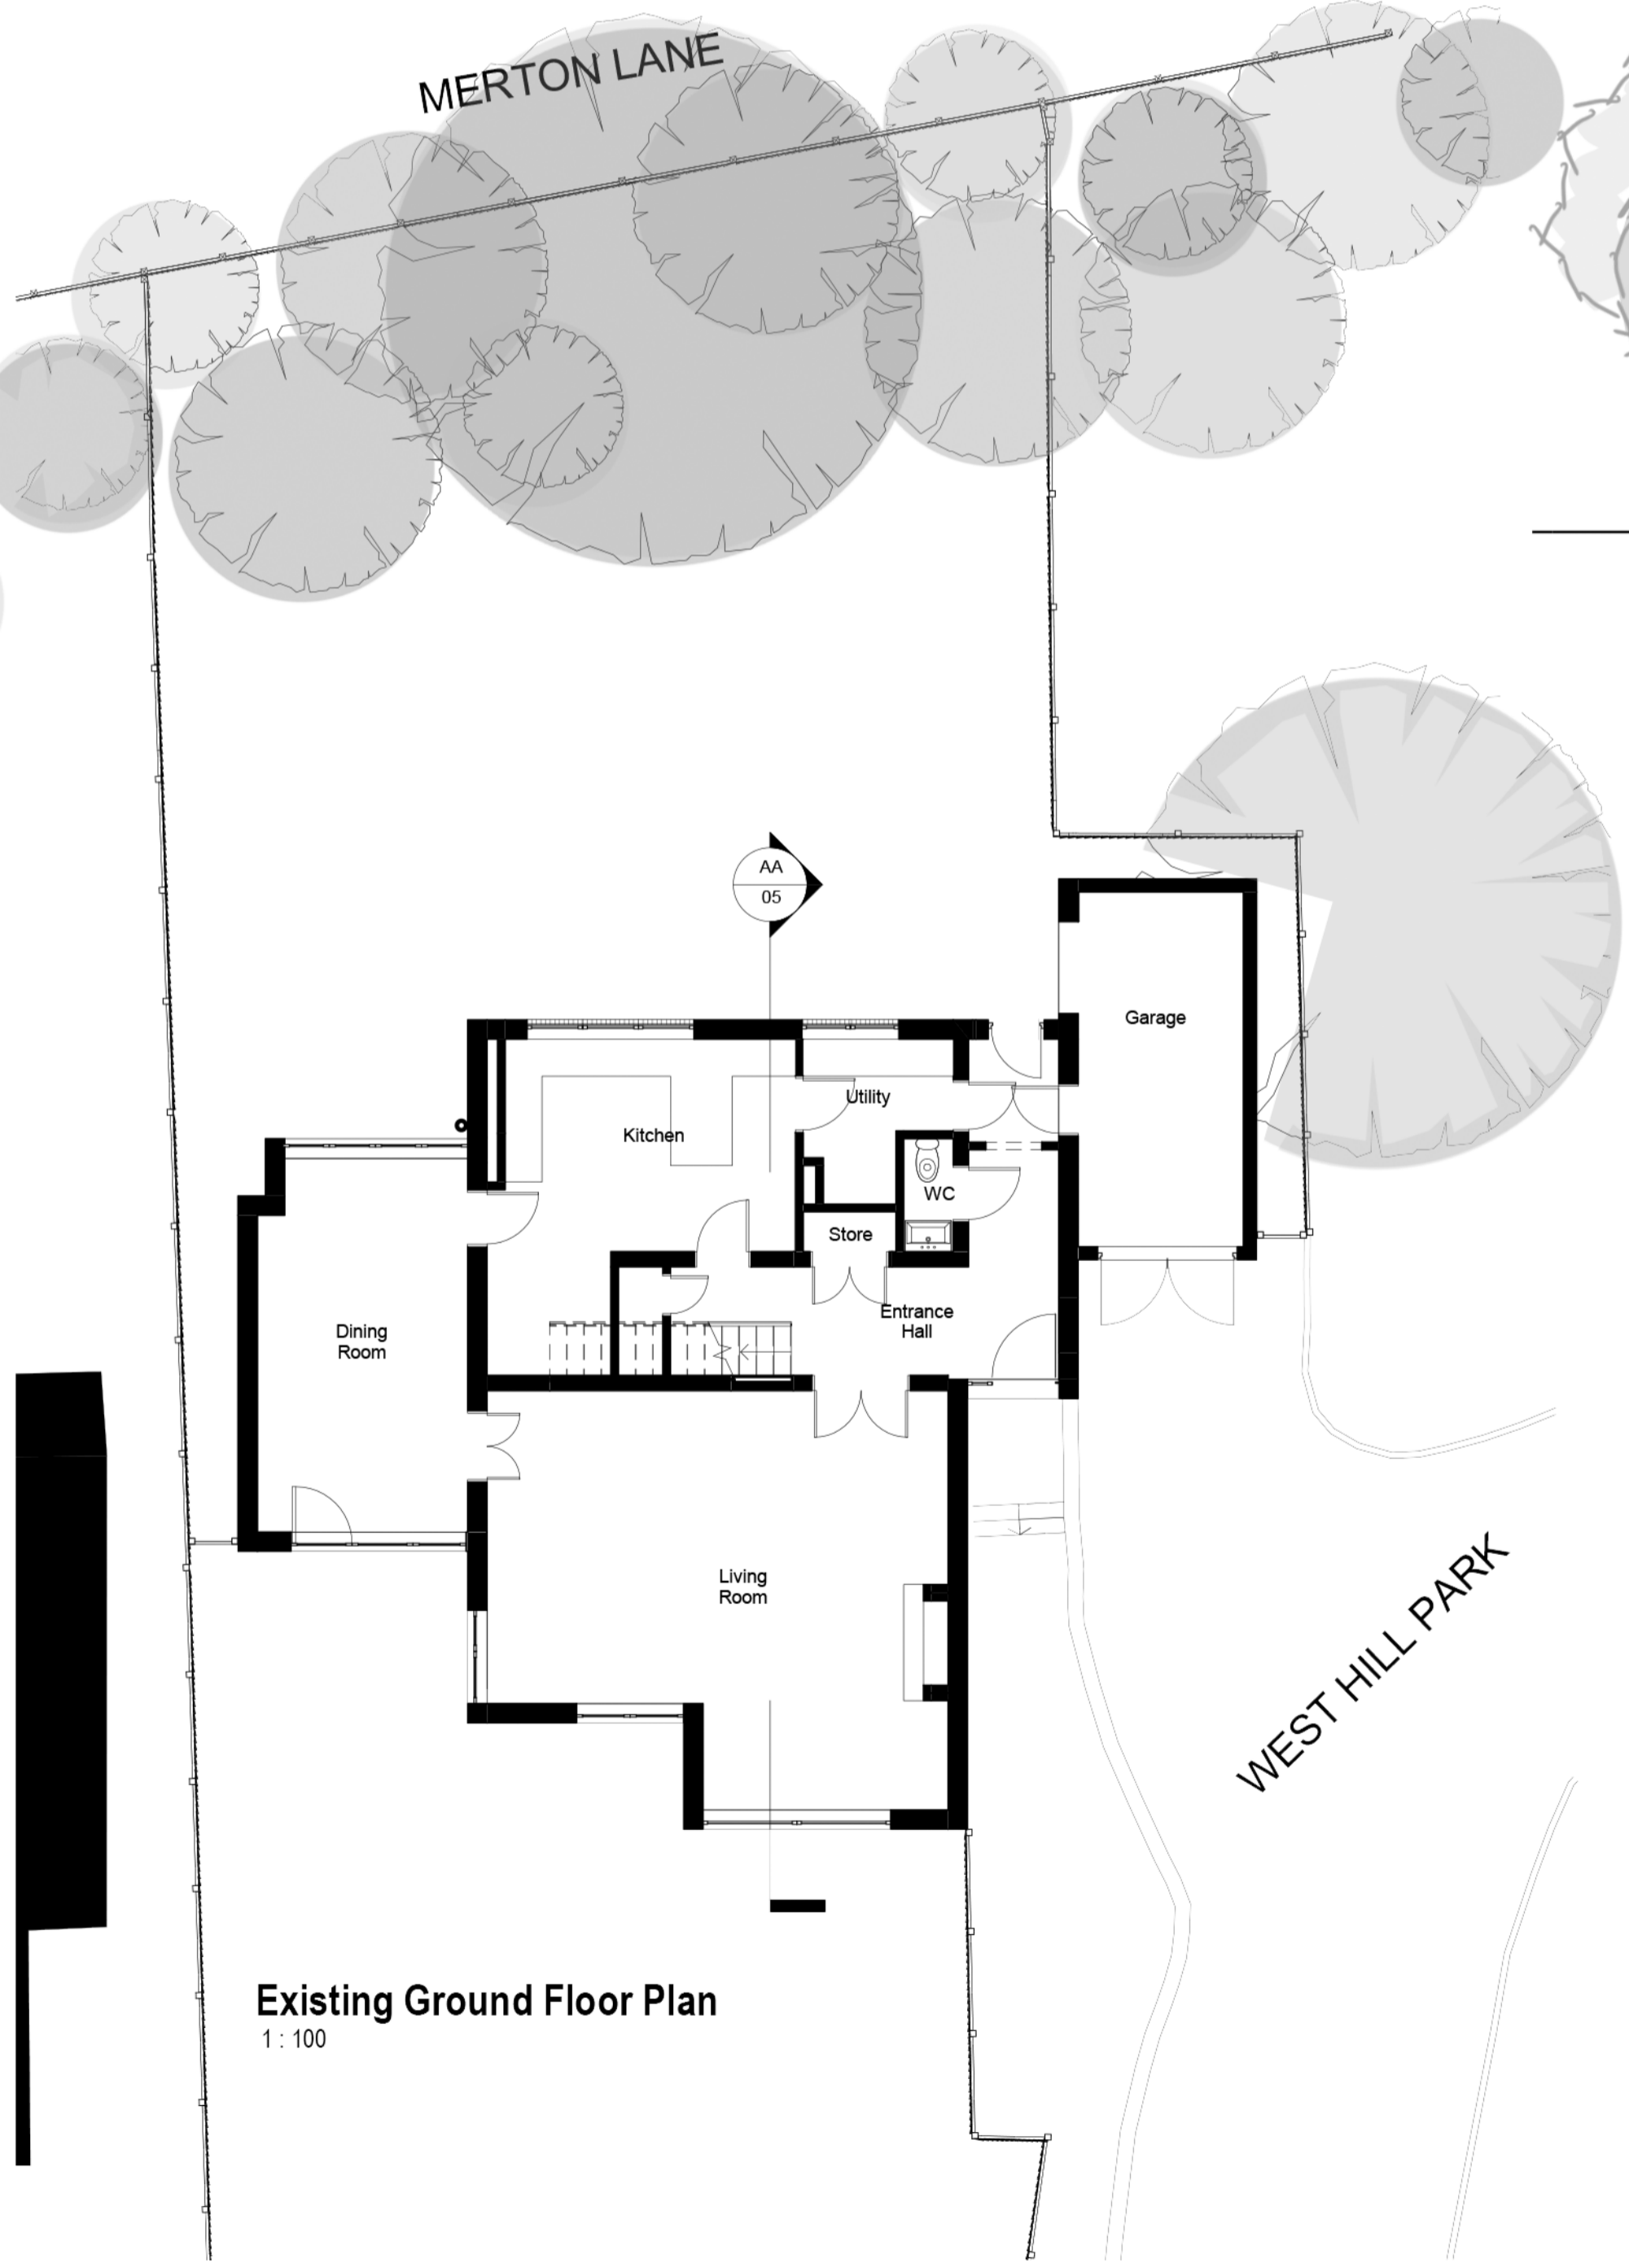 MERTON LANE
AA
05
Garage
Utility
Kitchen
WC
Store
Entrance
Hall
Dining
Room
Living
Room
WEST HILL PARK
Existing Ground Floor Plan
1 : 100